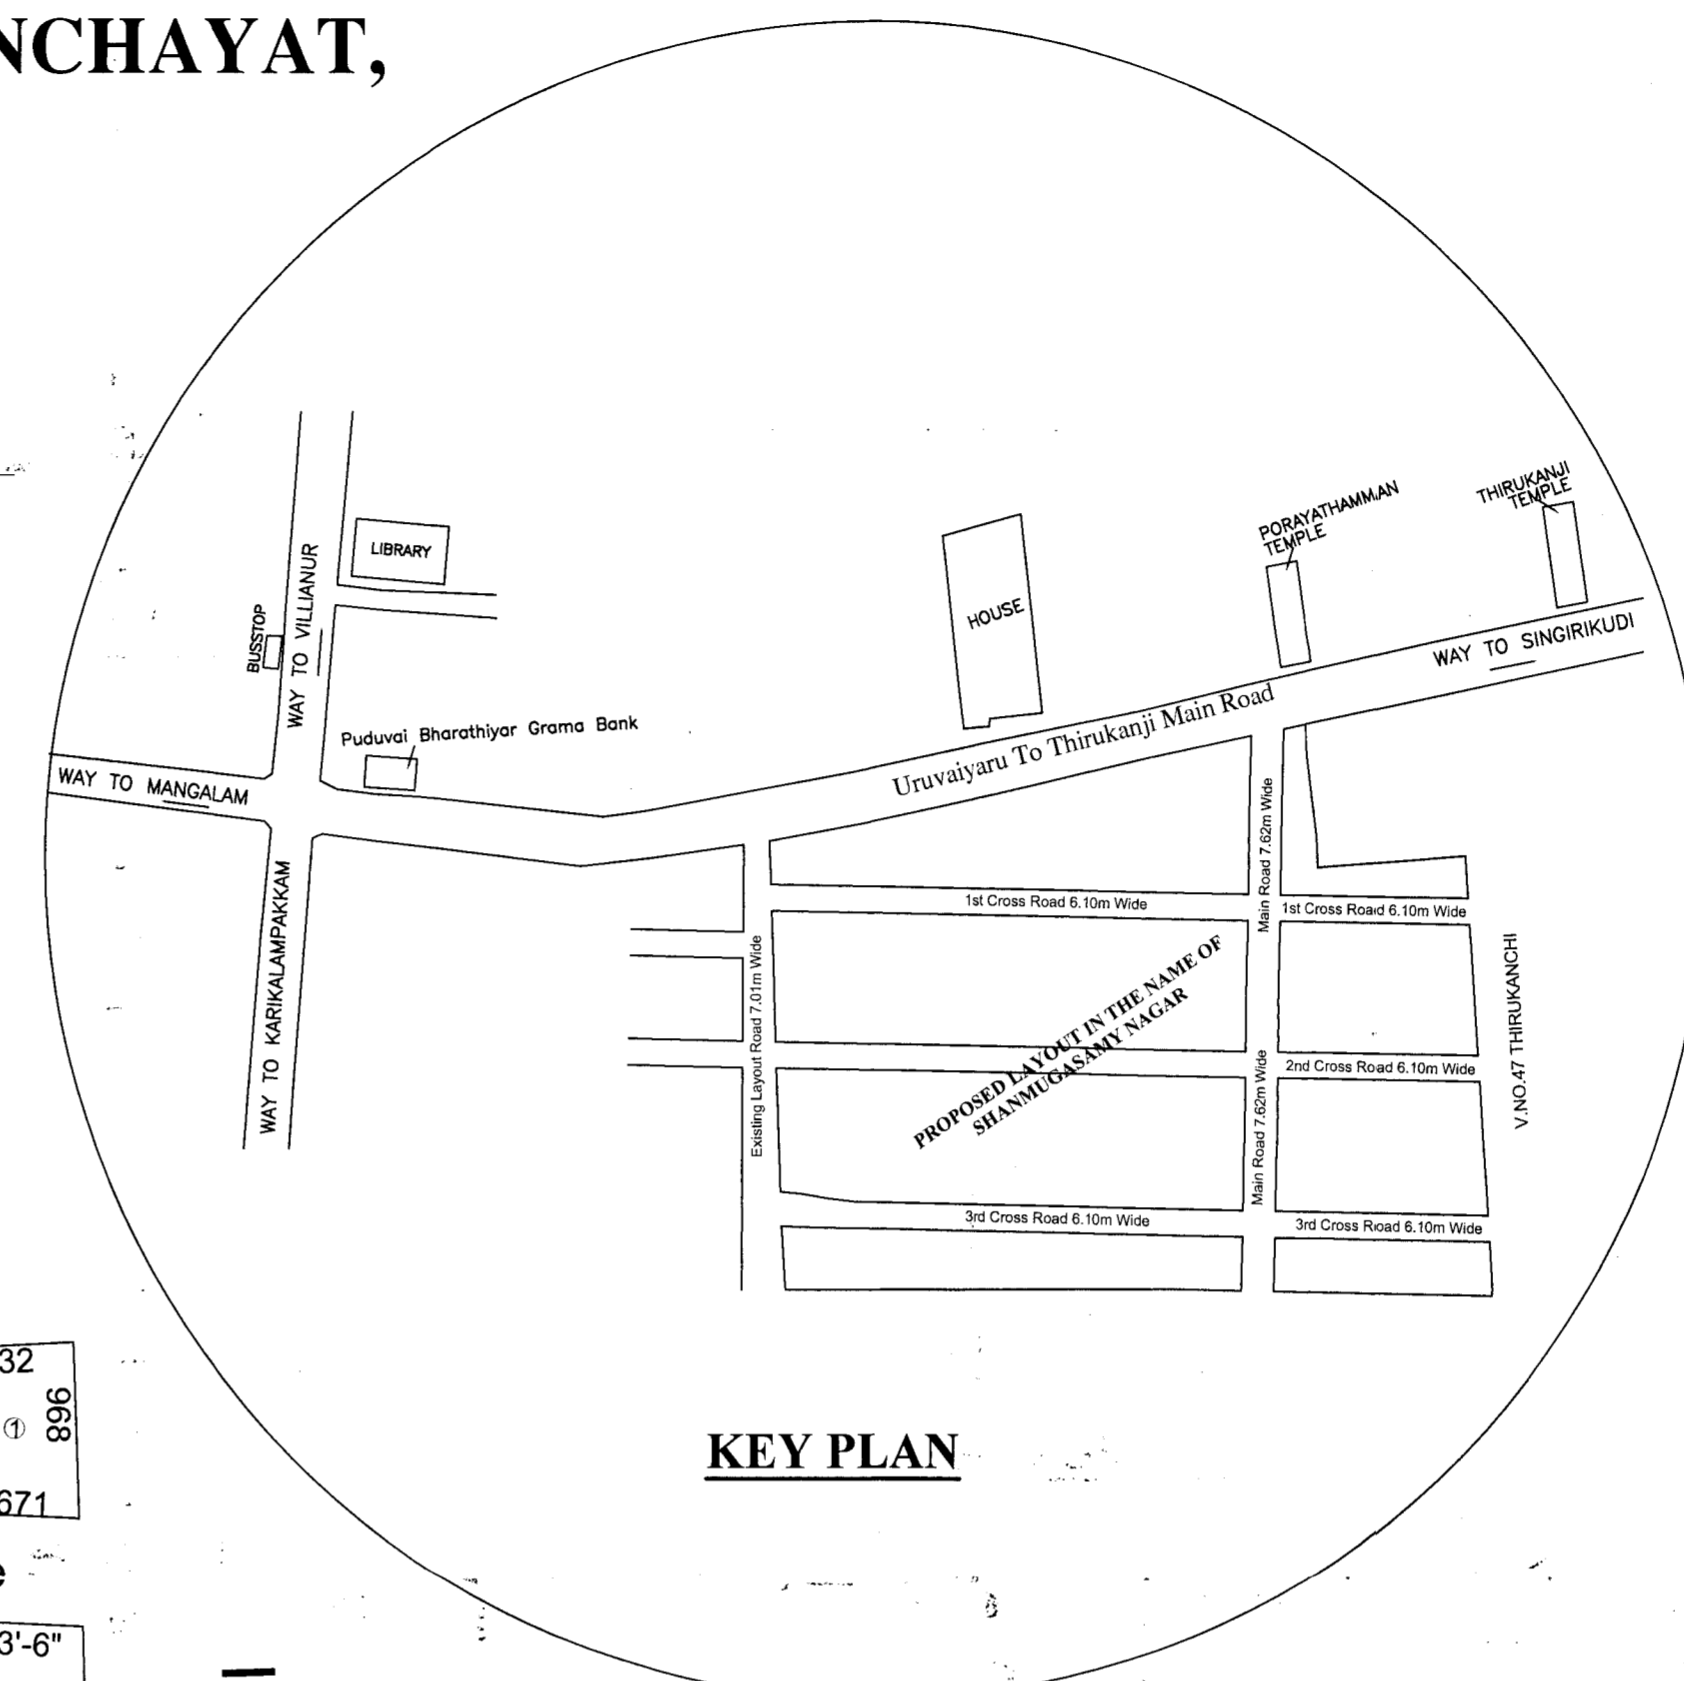 NCHAYAT,
THIRUKANJI
TEMPLE
PORAYATHAMMAN
TEMPLE
LIBRARY
HOUSE
BUSSTOP
WAY TO VILLIANUR
WAY TO SINGIRIKUDI
Puduvai Bharathiyar Grama Bank
Uruvaiyaru To Thirukanji Main Road
WAY TO MANGALAM
WAY TO KARIKALAMPAKKAM
Main Road 7.62m Wide
1st Cross Road 6.10m Wide
1st Cross Road 6.10m Wide
Existing Layout Road 7.01m Wide
PROPOSED LAYOUT IN THE NAME OF
SHANMUGASAMY NAGAR
V.NO.47 THIRUKANCHI
2nd Cross Road 6.10m Wide
Main Road 7.62m Wide
3rd Cross Road 6.10m Wide
3rd Cross Road 6.10m Wide
KEY PLAN
32
1
896
671
e
3'-6"